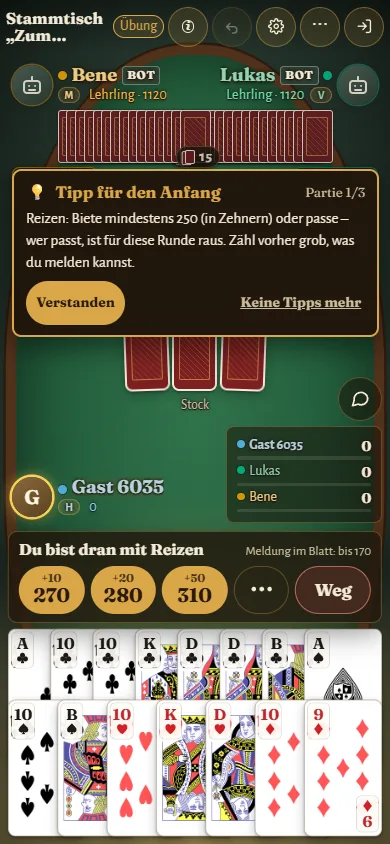 Stammtisch
„Zum...
Übung
Bene BOT
M Lehrling · 1120
Lukas BOT
Lehrling · 1120 V
15
Tipp für den Anfang
Partie 1/3
Reizen: Biete mindestens 250 (in Zehnern) oder passe –
wer passt, ist für diese Runde raus. Zähl vorher grob, was
du melden kannst.
Verstanden
Keine Tipps mehr
Stock
Gast 6035 0
Lukas 0
Bene 0
G
Gast 6035
H 0
Du bist dran mit Reizen
Meldung im Blatt: bis 170
+10
270
+20
280
+50
310
Weg
A 10 10 K D D B A
10 B 10 K D 10 9
9